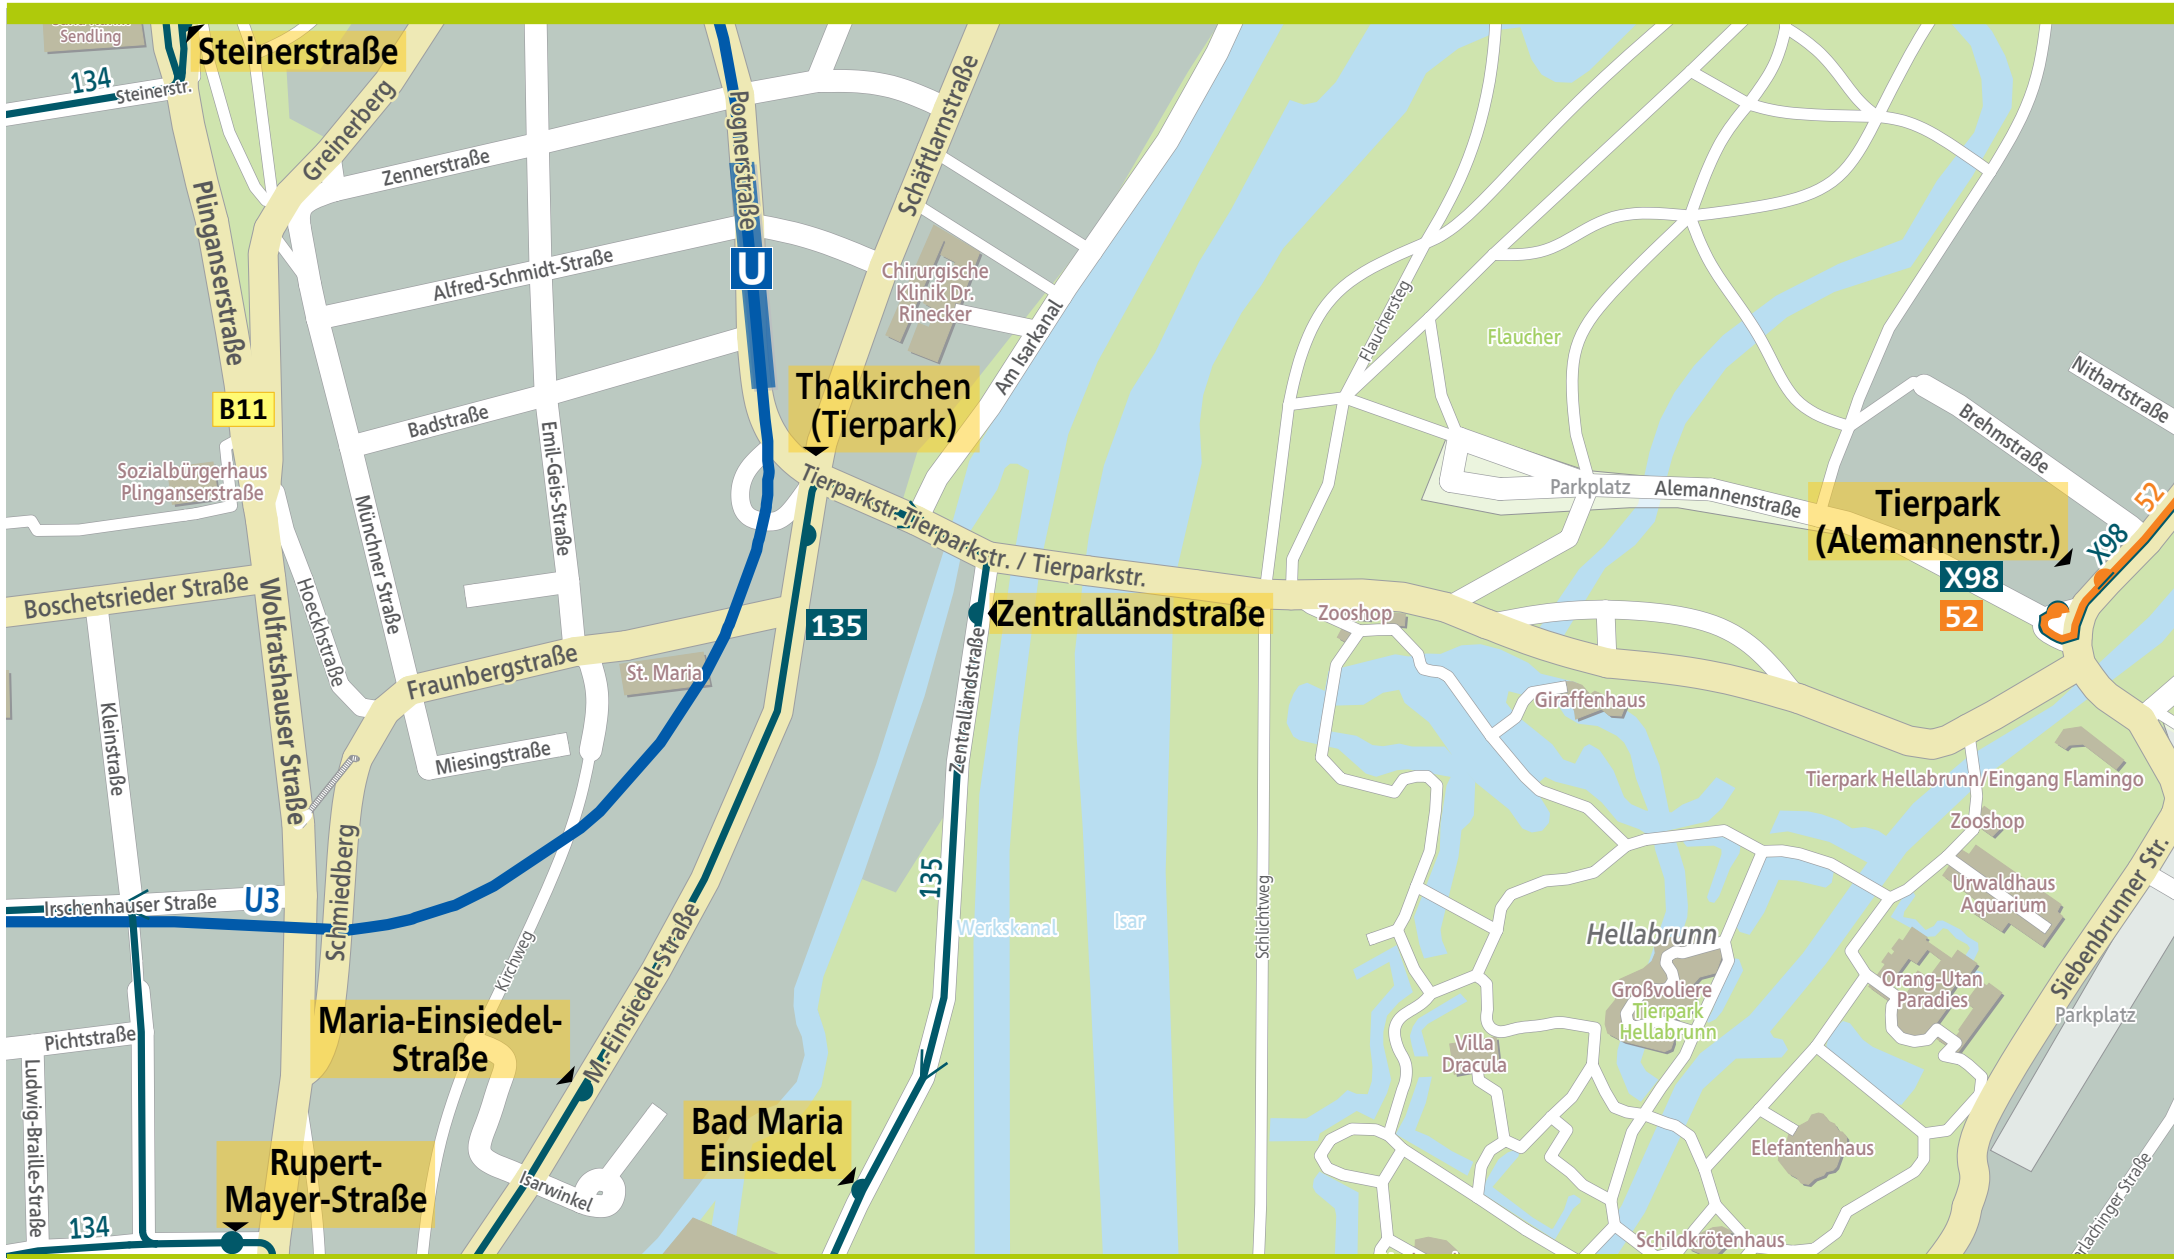 Sendling
Steinerstraße
134
Steinerstr.
Greinerberg
Zennerstraße
Pognerstraße
Schäftlarnstraße
Plinganserstraße
Alfred-Schmidt-Straße
U
Chirurgische
Klinik Dr.
Rinecker
Am Isarkanal
Flauchersteg
Flaucher
Nithartstraße
Brehmstraße
B11
Badstraße
Emil-Geis-Straße
Thalkirchen
(Tierpark)
Sozialbürgerhaus
Plinganserstraße
Münchner Straße
Tierparkstr.
Tierparkstr. / Tierparkstr.
Parkplatz
Alemannenstraße
Tierpark
(Alemannenstr.)
X98
52
X98
52
Boschetsrieder Straße
Wolfratshauser Straße
Hoeckhstraße
Fraunbergstraße
St. Maria
135
Zentralländstraße
Zentralländstraße
Zooshop
Giraffenhaus
Kleinstraße
Miesingstraße
Tierpark Hellabrunn/Eingang Flamingo
Zooshop
Urwaldhaus
Aquarium
Siebenbrunner Str.
Schmiedberg
Irschenhauser Straße
U3
135
Werkskanal
Isar
Schlichtweg
Hellabrunn
Großvoliere
Tierpark
Hellabrunn
Orang-Utan
Paradies
Parkplatz
Kirchweg
M.-Einsiedel-Straße
Maria-Einsiedel-
Straße
Pichtstraße
Ludwig-Braille-Straße
Villa
Dracula
Bad Maria
Einsiedel
Elefantenhaus
Rupert-
Mayer-Straße
Isarwinkel
134
Schildkrötenhaus
rlachinger Straße